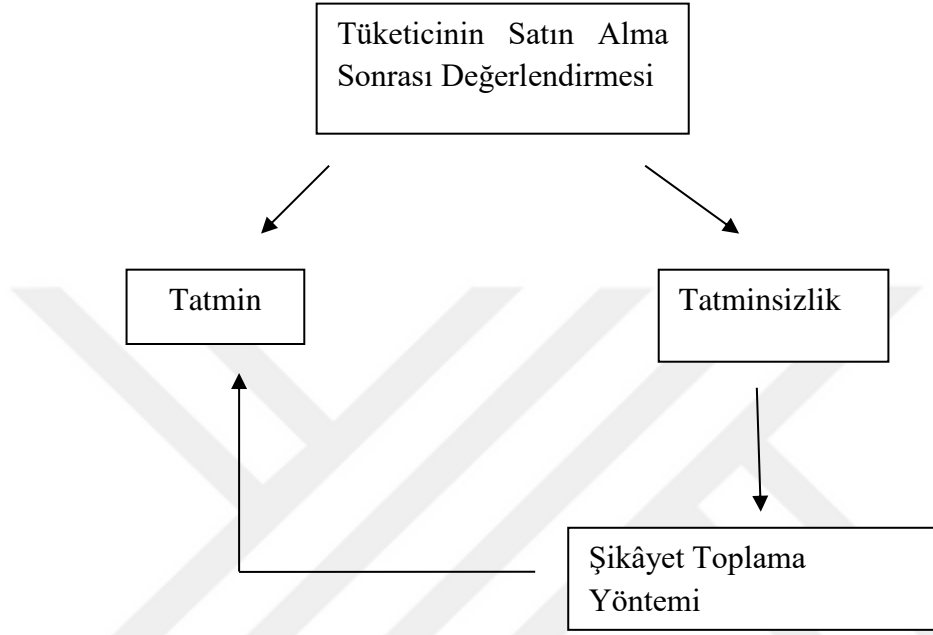 Tüketicinin Satın Alma
Sonrası Değerlendirmesi
Tatmin
Tatminsizlik
Şikâyet Toplama
Yöntemi